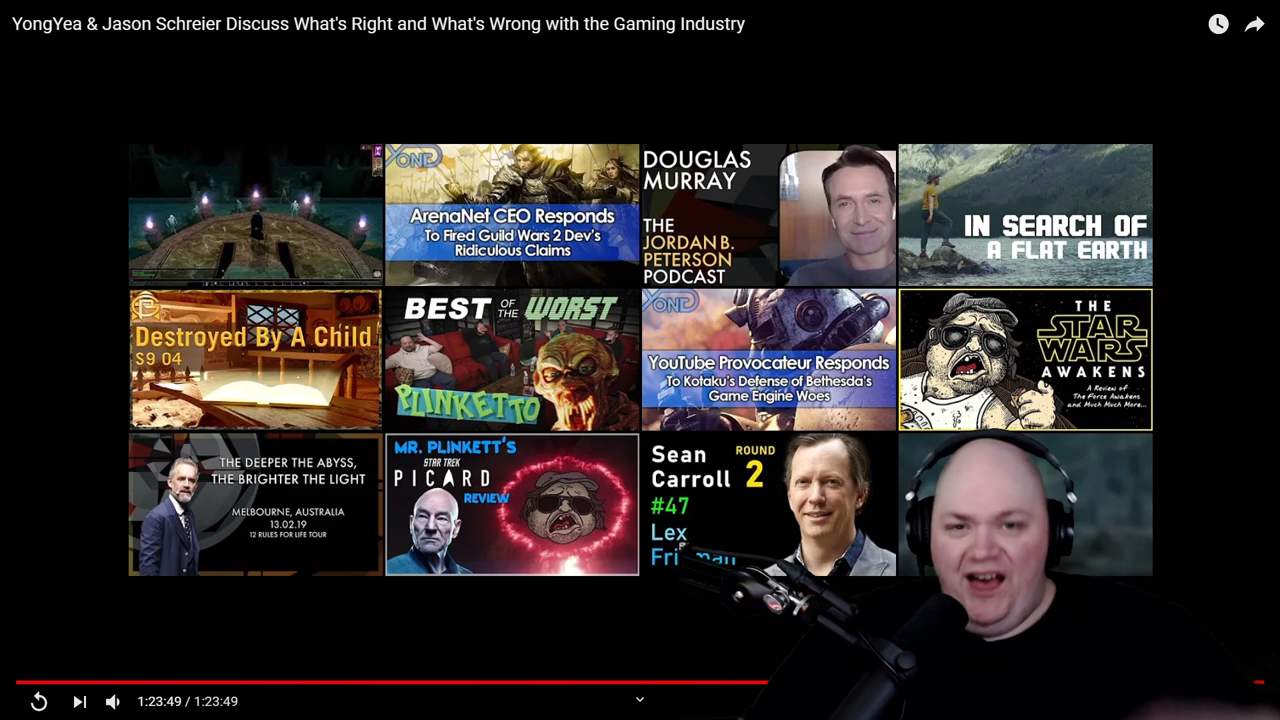 YongYea & Jason Schreier Discuss What's Right and What's Wrong with the Gaming Industry
YONG
ArenaNet CEO Responds
To Fired Guild Wars 2 Dev's
Ridiculous Claims
DOUGLAS
MURRAY
THE
JORDAN B.
PETERSON
PODCAST
IN SEARCH OF
A FLAT EARTH
Destroyed By A Child
S9 04
BEST OF THE WORST
PLINKETTO
YONG
YouTube Provocateur Responds
To Kotaku's Defense of Bethesda's
Game Engine Woes
THE
STAR
WARS
AWAKENS
A Review of
The Force Awakens
and Much Much More...
THE DEEPER THE ABYSS,
THE BRIGHTER THE LIGHT
MELBOURNE, AUSTRALIA
13.02.19
12 RULES FOR LIFE TOUR
MR. PLINKETT'S
STAR TREK
PICARD
REVIEW
Sean
Carroll
ROUND
2
#47
Lex
1:23:49 / 1:23:49